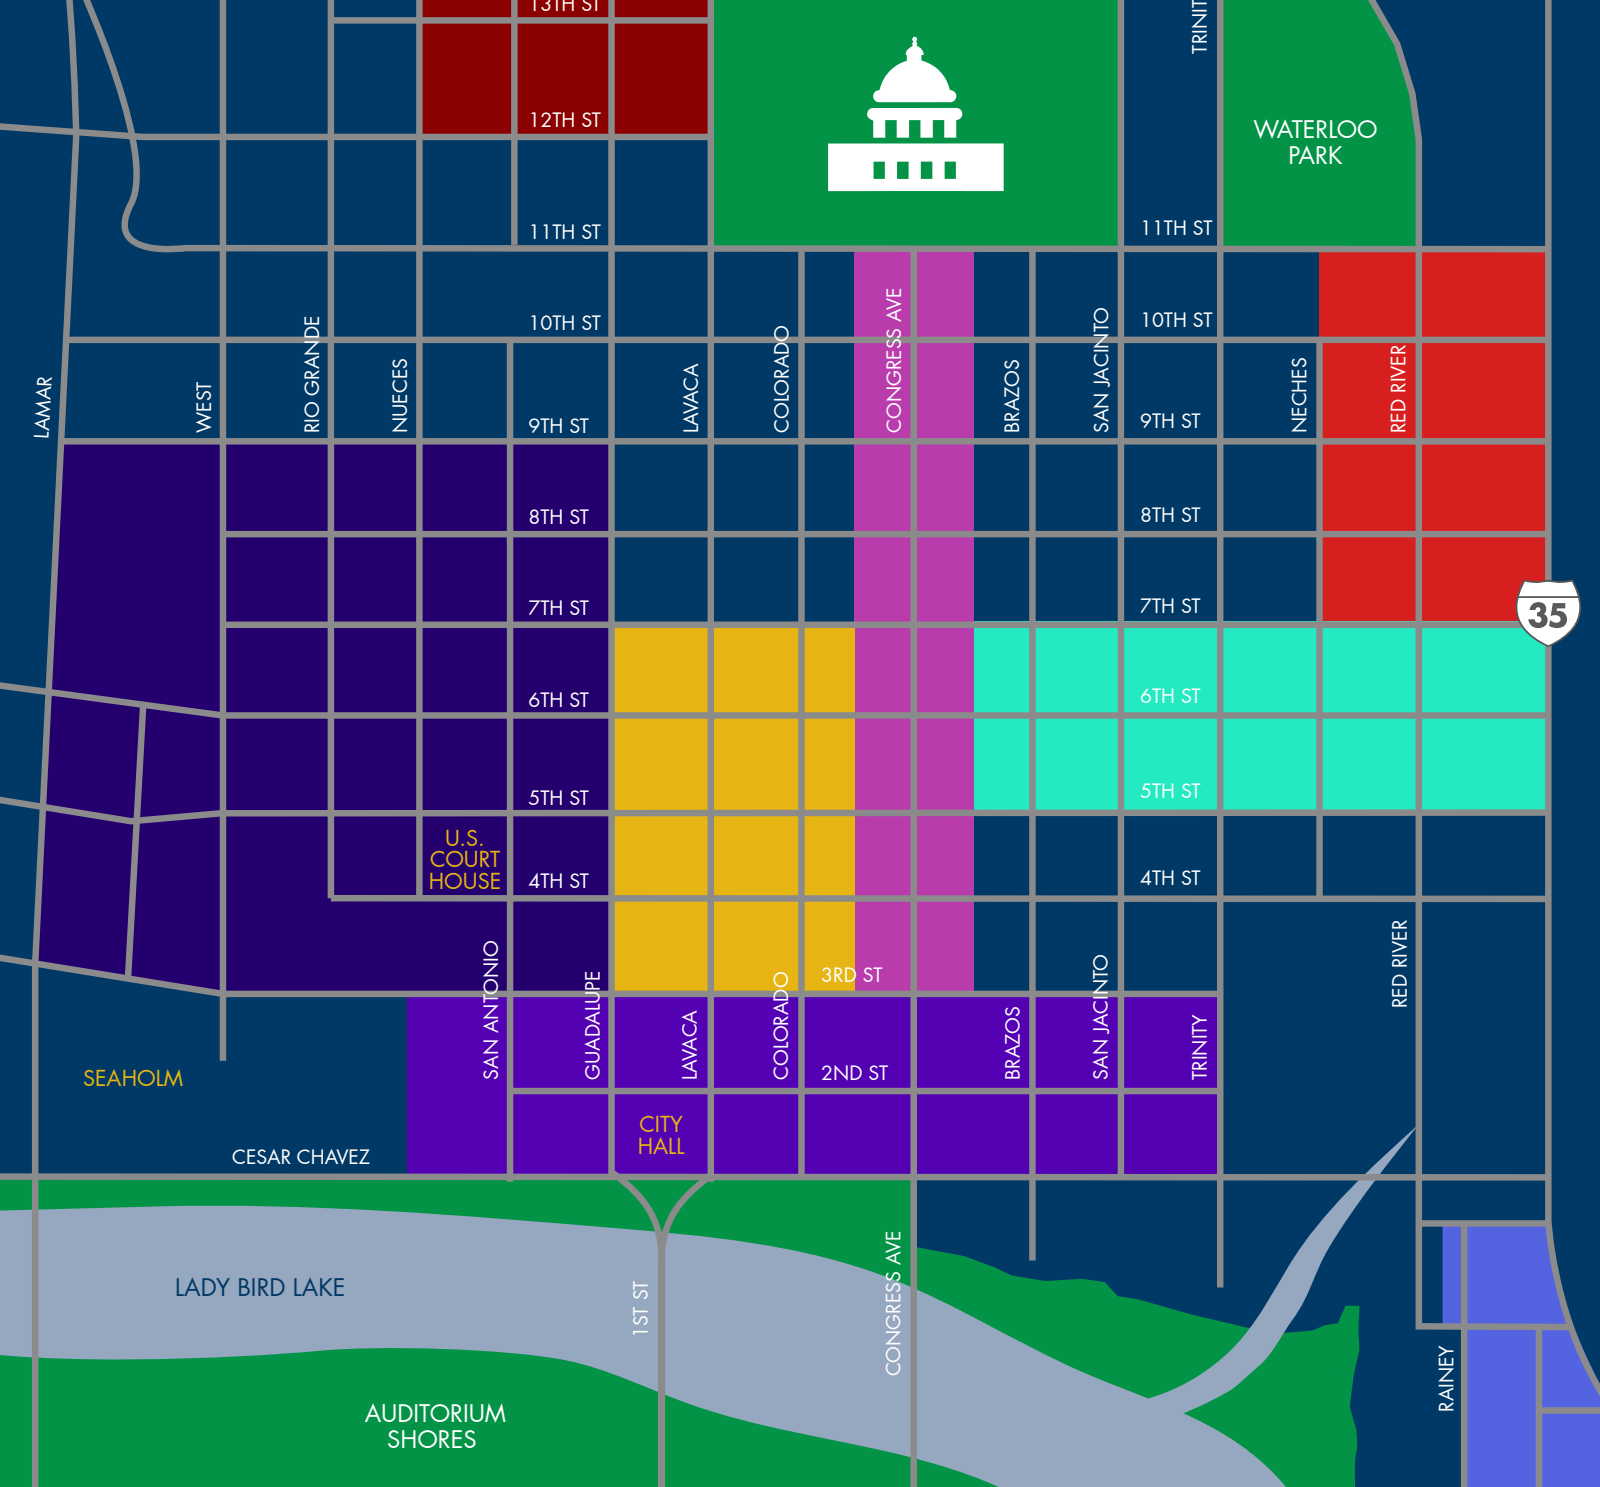 13TH ST
TRINIT
12TH ST
WATERLOO
PARK
11TH ST
11TH ST
10TH ST
10TH ST
LAMAR
WEST
RIO GRANDE
NUECES
9TH ST
LAVACA
COLORADO
CONGRESS AVE
BRAZOS
SAN JACINTO
9TH ST
NECHES
RED RIVER
8TH ST
8TH ST
7TH ST
7TH ST
35
6TH ST
6TH ST
5TH ST
5TH ST
U.S.
COURT
HOUSE
4TH ST
4TH ST
3RD ST
RED RIVER
SAN ANTONIO
GUADALUPE
LAVACA
COLORADO
2ND ST
BRAZOS
SAN JACINTO
TRINITY
SEAHOLM
CITY
HALL
CESAR CHAVEZ
LADY BIRD LAKE
1ST ST
CONGRESS AVE
RAINEY
AUDITORIUM
SHORES